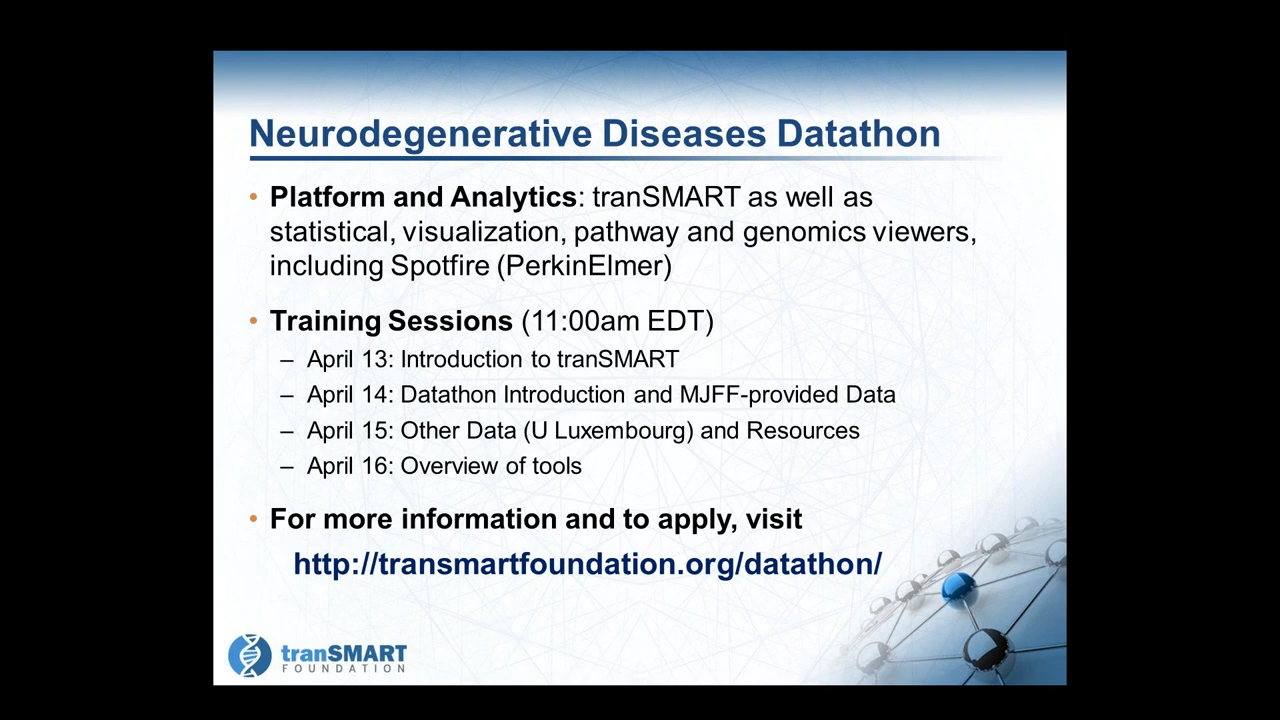 Neurodegenerative Diseases Datathon
• Platform and Analytics: tranSMART as well as
statistical, visualization, pathway and genomics viewers,
including Spotfire (PerkinElmer)
• Training Sessions (11:00am EDT)
– April 13: Introduction to tranSMART
– April 14: Datathon Introduction and MJFF-provided Data
– April 15: Other Data (U Luxembourg) and Resources
– April 16: Overview of tools
• For more information and to apply, visit
http://transmartfoundation.org/datathon/
tranSMART
FOUNDATION